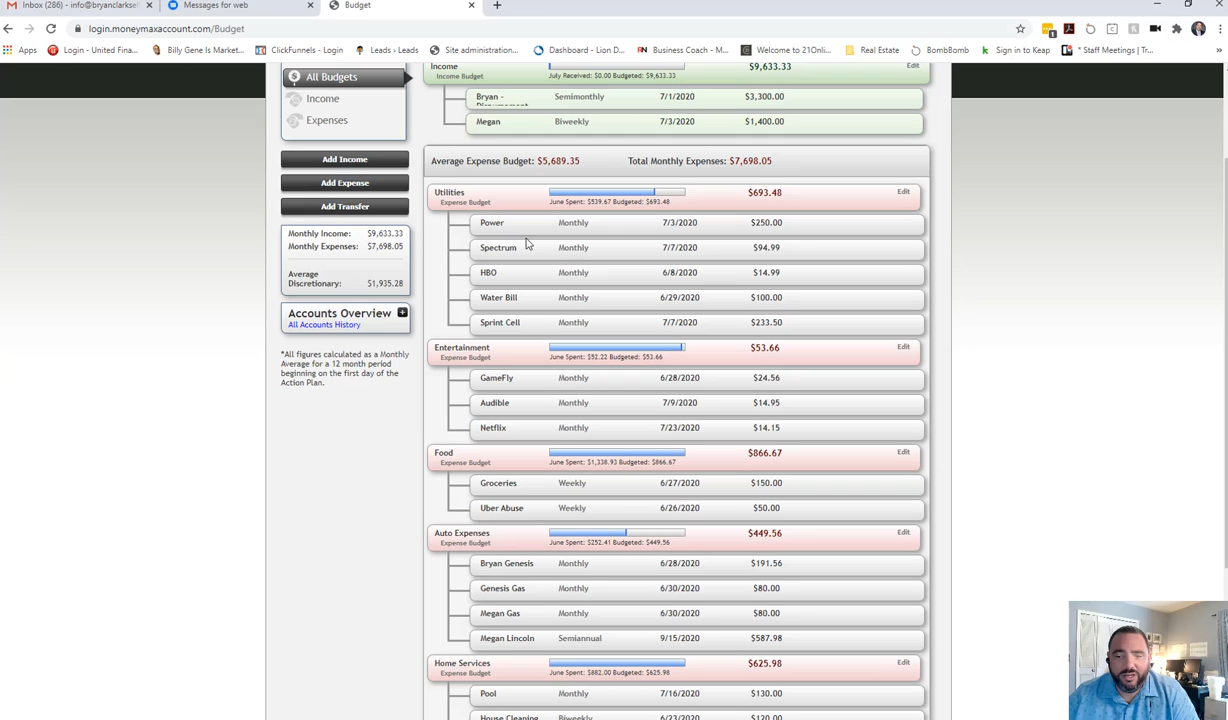 Inbox (286) - info@bryanclarksel
Messages for web
Budget
login.moneymaxaccount.com/Budget
Apps
Login - United Finan...
Billy Gene Is Market...
ClickFunnels - Login
Leads ‹ Leads
Site administration...
Dashboard - Lion D...
Business Coach - M...
Welcome to 21Onli...
Real Estate
BombBomb
Sign in to Keap
* Staff Meetings | Tr...
»
All Budgets
Income
Expenses
Add Income
Add Expense
Add Transfer
Monthly Income: $9,633.33
Monthly Expenses: $7,698.05
Average
Discretionary: $1,935.28
Accounts Overview
All Accounts History
*All figures calculated as a Monthly
Average for a 12 month period
beginning on the first day of the
Action Plan.
Income $9,633.33 Edit
Income Budget July Received: $0.00 Budgeted: $9,633.33
Bryan - Semimonthly 7/1/2020 $3,300.00
Megan Biweekly 7/3/2020 $1,400.00
Average Expense Budget: $5,689.35 Total Monthly Expenses: $7,698.05
Utilities $693.48 Edit
Expense Budget June Spent: $539.67 Budgeted: $693.48
Power Monthly 7/3/2020 $250.00
Spectrum Monthly 7/7/2020 $94.99
HBO Monthly 6/8/2020 $14.99
Water Bill Monthly 6/29/2020 $100.00
Sprint Cell Monthly 7/7/2020 $233.50
Entertainment $53.66 Edit
Expense Budget June Spent: $52.22 Budgeted: $53.66
GameFly Monthly 6/28/2020 $24.56
Audible Monthly 7/9/2020 $14.95
Netflix Monthly 7/23/2020 $14.15
Food $866.67 Edit
Expense Budget June Spent: $1,338.93 Budgeted: $866.67
Groceries Weekly 6/27/2020 $150.00
Uber Abuse Weekly 6/26/2020 $50.00
Auto Expenses $449.56 Edit
Expense Budget June Spent: $252.41 Budgeted: $449.56
Bryan Genesis Monthly 6/28/2020 $191.56
Genesis Gas Monthly 6/30/2020 $80.00
Megan Gas Monthly 6/30/2020 $80.00
Megan Lincoln Semiannual 9/15/2020 $587.98
Home Services $625.98 Edit
Expense Budget June Spent: $882.00 Budgeted: $625.98
Pool Monthly 7/16/2020 $130.00
House Cleaning Biweekly 6/23/2020 $120.00